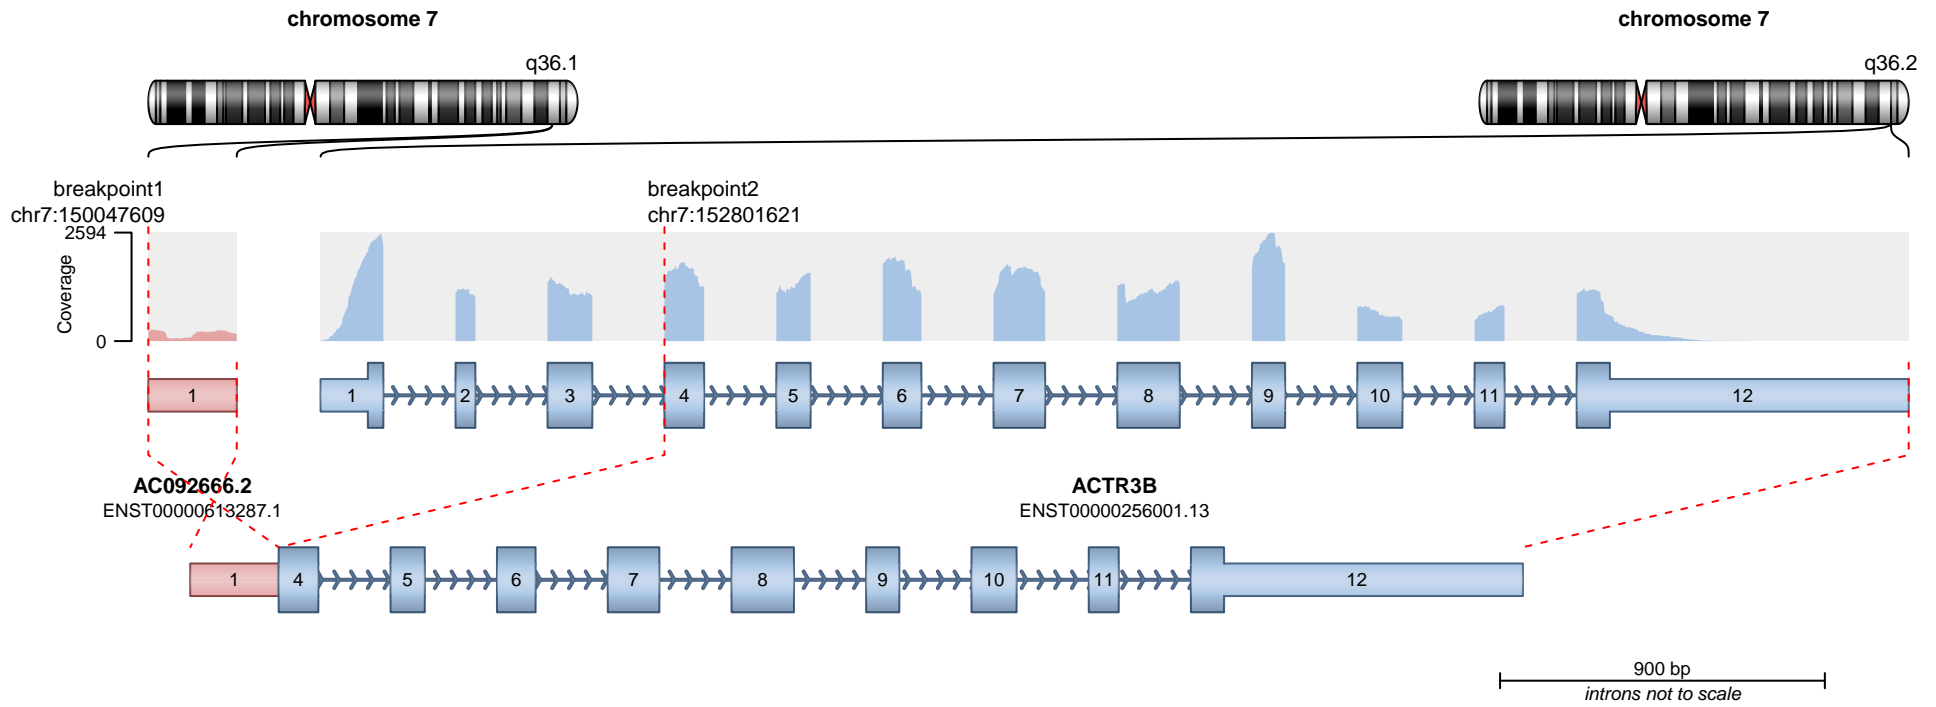 chromosome 7
chromosome 7
q36.1
q36.2
breakpoint1
chr7:150047609
breakpoint2
chr7:152801621
2594
Coverage
0
1
1 2 3 4 5 6 7 8 9 10 11 12
AC092666.2
ENST00000613287.1
ACTR3B
ENST00000256001.13
1 4 5 6 7 8 9 10 11 12
900 bp
introns not to scale